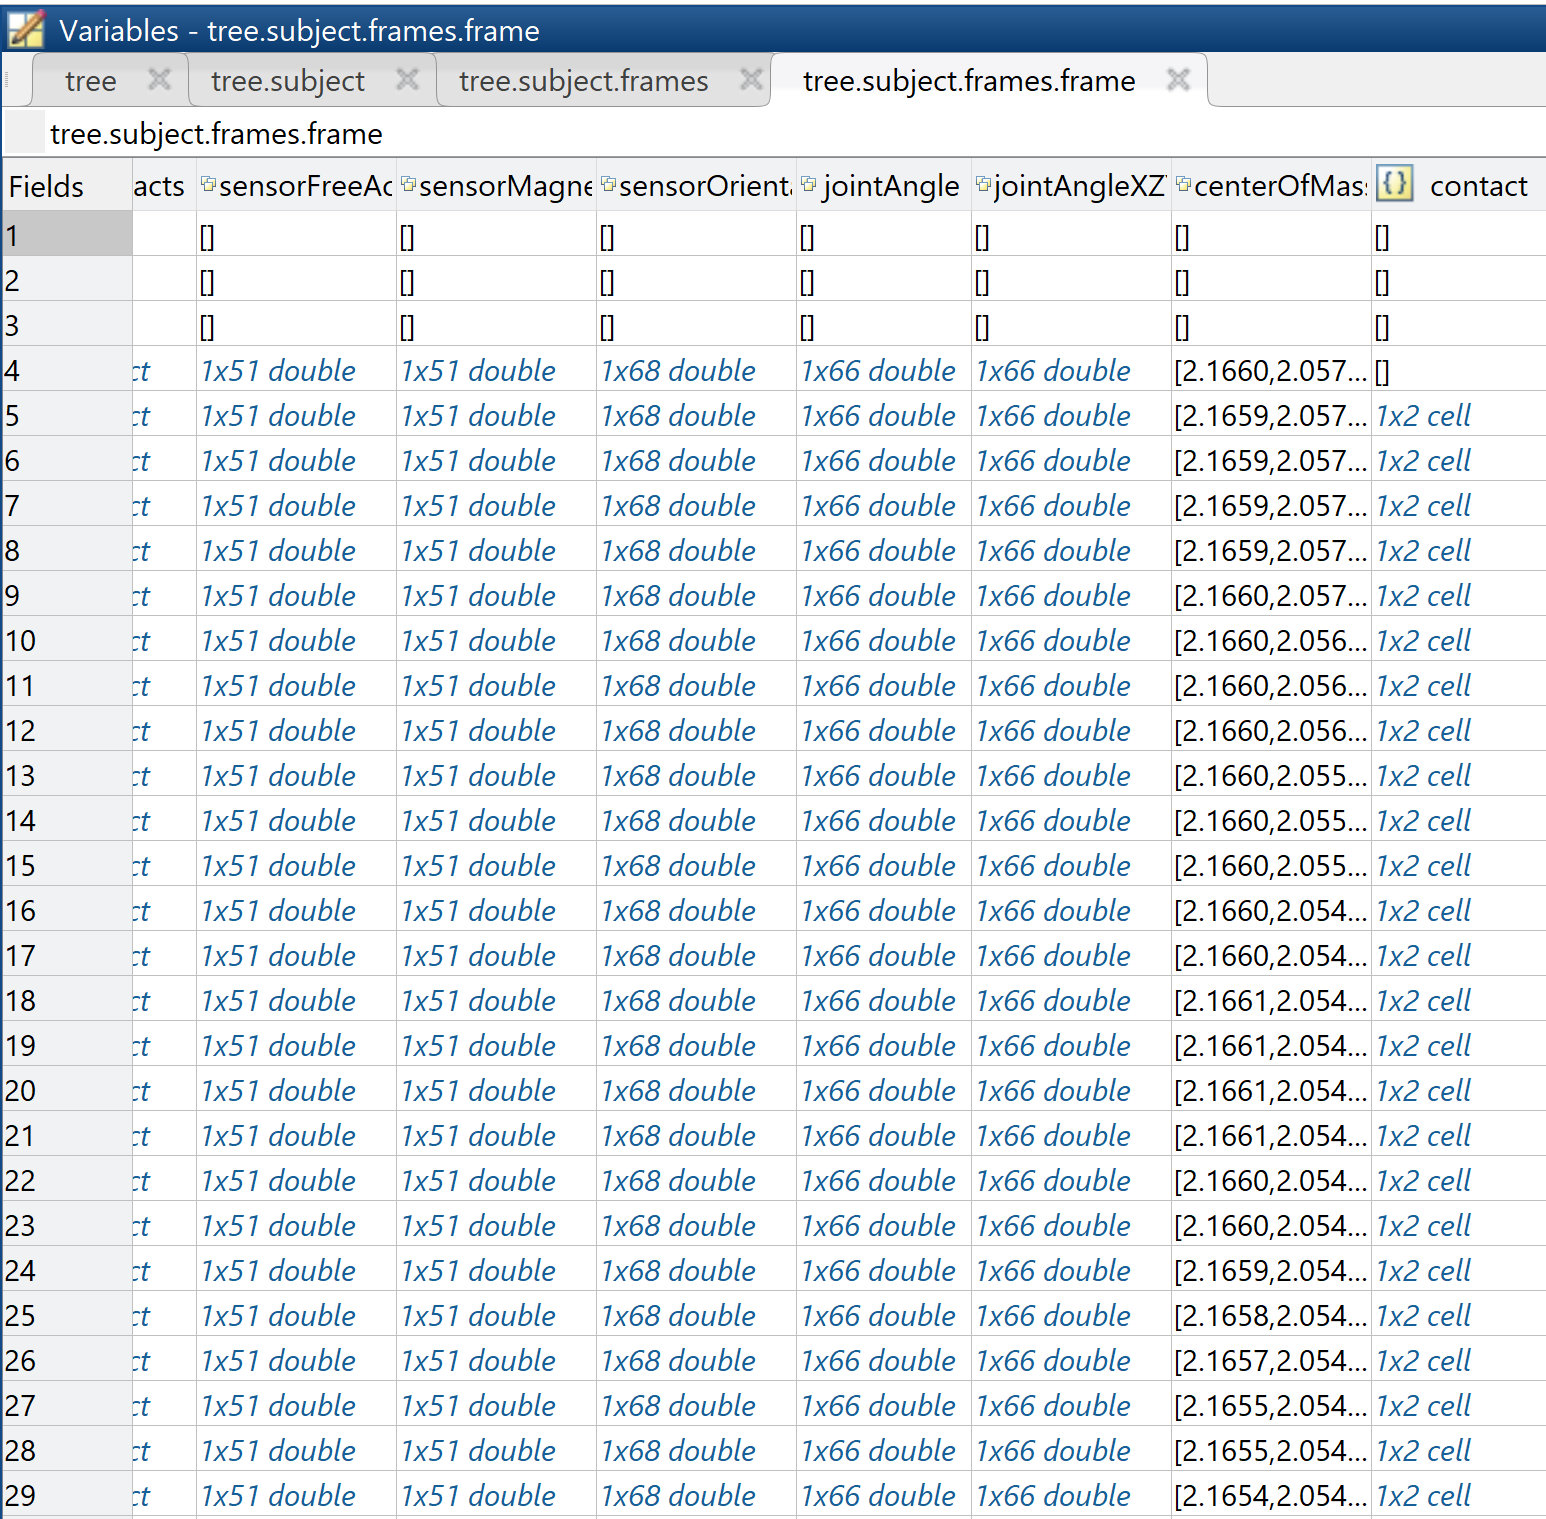 Variables - tree.subject.frames.frame
tree tree.subject tree.subject.frames tree.subject.frames.frame
tree.subject.frames.frame
Fields acts sensorFreeAc sensorMagne sensorOrienta jointAngle jointAngleXZY centerOfMass {} contact
1 [] [] [] [] [] [] []
2 [] [] [] [] [] [] []
3 [] [] [] [] [] [] []
4 ct 1x51 double 1x51 double 1x68 double 1x66 double 1x66 double [2.1660,2.057... []
5 ct 1x51 double 1x51 double 1x68 double 1x66 double 1x66 double [2.1659,2.057... 1x2 cell
6 ct 1x51 double 1x51 double 1x68 double 1x66 double 1x66 double [2.1659,2.057... 1x2 cell
7 ct 1x51 double 1x51 double 1x68 double 1x66 double 1x66 double [2.1659,2.057... 1x2 cell
8 ct 1x51 double 1x51 double 1x68 double 1x66 double 1x66 double [2.1659,2.057... 1x2 cell
9 ct 1x51 double 1x51 double 1x68 double 1x66 double 1x66 double [2.1660,2.057... 1x2 cell
10 ct 1x51 double 1x51 double 1x68 double 1x66 double 1x66 double [2.1660,2.056... 1x2 cell
11 ct 1x51 double 1x51 double 1x68 double 1x66 double 1x66 double [2.1660,2.056... 1x2 cell
12 ct 1x51 double 1x51 double 1x68 double 1x66 double 1x66 double [2.1660,2.056... 1x2 cell
13 ct 1x51 double 1x51 double 1x68 double 1x66 double 1x66 double [2.1660,2.055... 1x2 cell
14 ct 1x51 double 1x51 double 1x68 double 1x66 double 1x66 double [2.1660,2.055... 1x2 cell
15 ct 1x51 double 1x51 double 1x68 double 1x66 double 1x66 double [2.1660,2.055... 1x2 cell
16 ct 1x51 double 1x51 double 1x68 double 1x66 double 1x66 double [2.1660,2.054... 1x2 cell
17 ct 1x51 double 1x51 double 1x68 double 1x66 double 1x66 double [2.1660,2.054... 1x2 cell
18 ct 1x51 double 1x51 double 1x68 double 1x66 double 1x66 double [2.1661,2.054... 1x2 cell
19 ct 1x51 double 1x51 double 1x68 double 1x66 double 1x66 double [2.1661,2.054... 1x2 cell
20 ct 1x51 double 1x51 double 1x68 double 1x66 double 1x66 double [2.1661,2.054... 1x2 cell
21 ct 1x51 double 1x51 double 1x68 double 1x66 double 1x66 double [2.1661,2.054... 1x2 cell
22 ct 1x51 double 1x51 double 1x68 double 1x66 double 1x66 double [2.1660,2.054... 1x2 cell
23 ct 1x51 double 1x51 double 1x68 double 1x66 double 1x66 double [2.1660,2.054... 1x2 cell
24 ct 1x51 double 1x51 double 1x68 double 1x66 double 1x66 double [2.1659,2.054... 1x2 cell
25 ct 1x51 double 1x51 double 1x68 double 1x66 double 1x66 double [2.1658,2.054... 1x2 cell
26 ct 1x51 double 1x51 double 1x68 double 1x66 double 1x66 double [2.1657,2.054... 1x2 cell
27 ct 1x51 double 1x51 double 1x68 double 1x66 double 1x66 double [2.1655,2.054... 1x2 cell
28 ct 1x51 double 1x51 double 1x68 double 1x66 double 1x66 double [2.1655,2.054... 1x2 cell
29 ct 1x51 double 1x51 double 1x68 double 1x66 double 1x66 double [2.1654,2.054... 1x2 cell